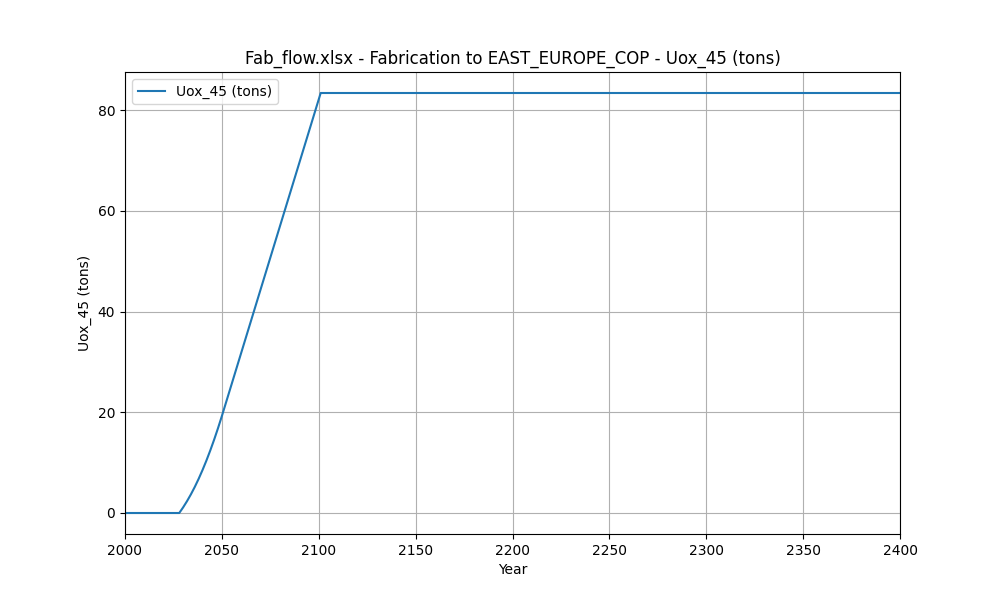 Fab_flow.xlsx - Fabrication to EAST_EUROPE_COP - Uox_45 (tons)
Uox_45 (tons)
80
60
40
20
0
Uox_45 (tons)
2000 2050 2100 2150 2200 2250 2300 2350 2400
Year